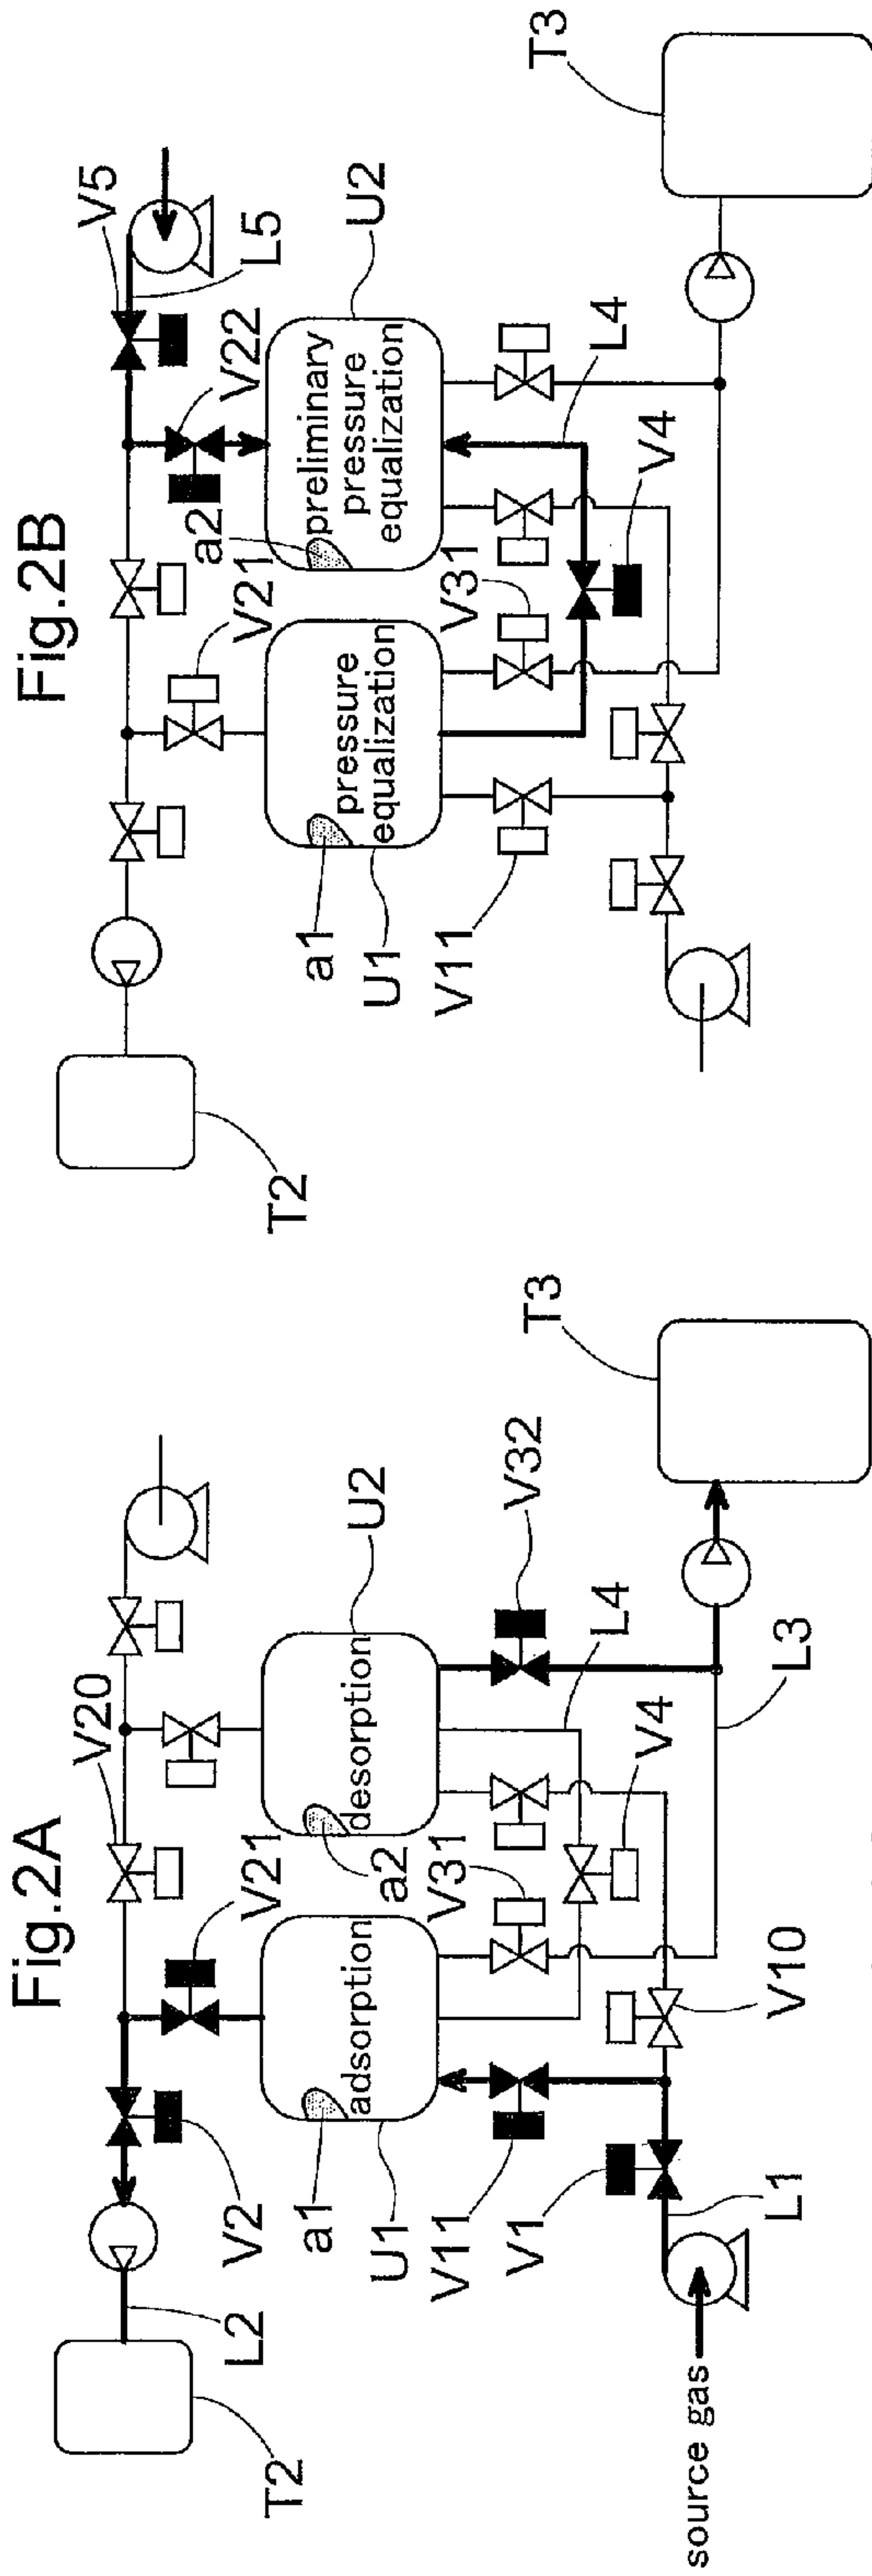 Fig.2A
T2
L2
V2
V20
V21
a1
adsorption
U1
a2
desorption
U2
V11
V31
V32
V1
L4
V4
T3
L1
V10
L3
source gas
Fig.2B
T2
V5
L5
V22
V21
a2
a1
pressure
equalization
U1
preliminary
pressure
equalization
U2
V11
V31
L4
V4
T3